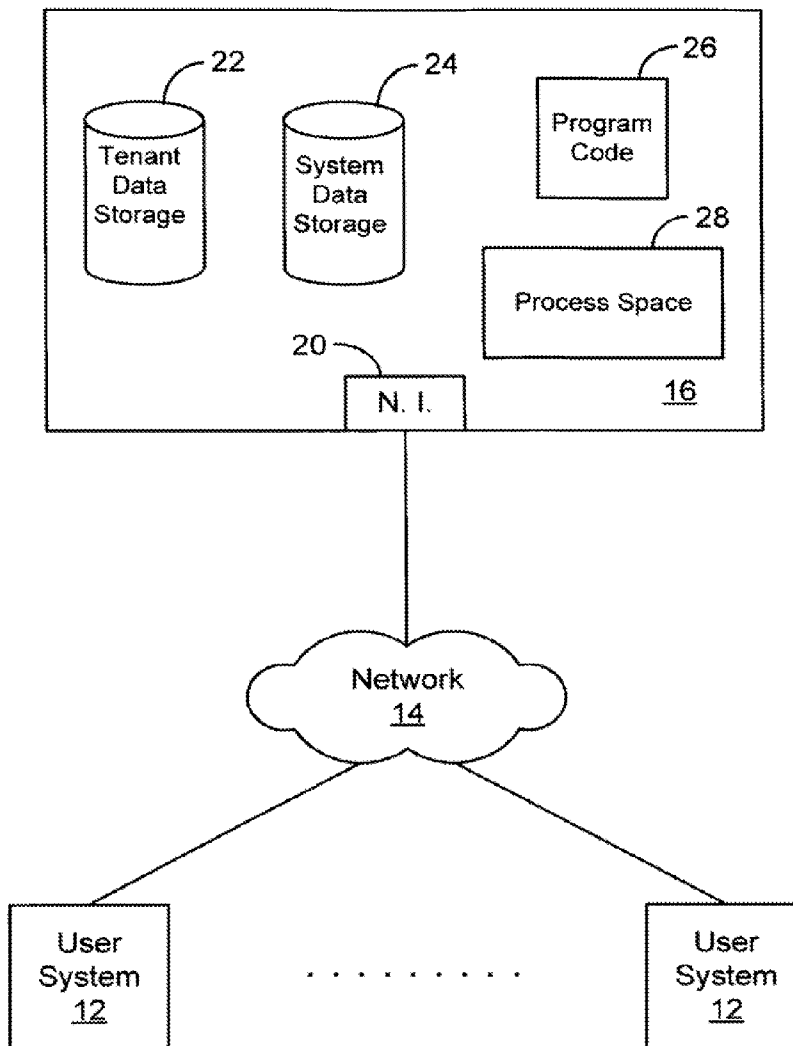 22
24
26
Tenant
Data
Storage
System
Data
Storage
Program
Code
28
Process Space
20
N. I.
16
Network
14
User
System
12
. . . . . . . . .
User
System
12